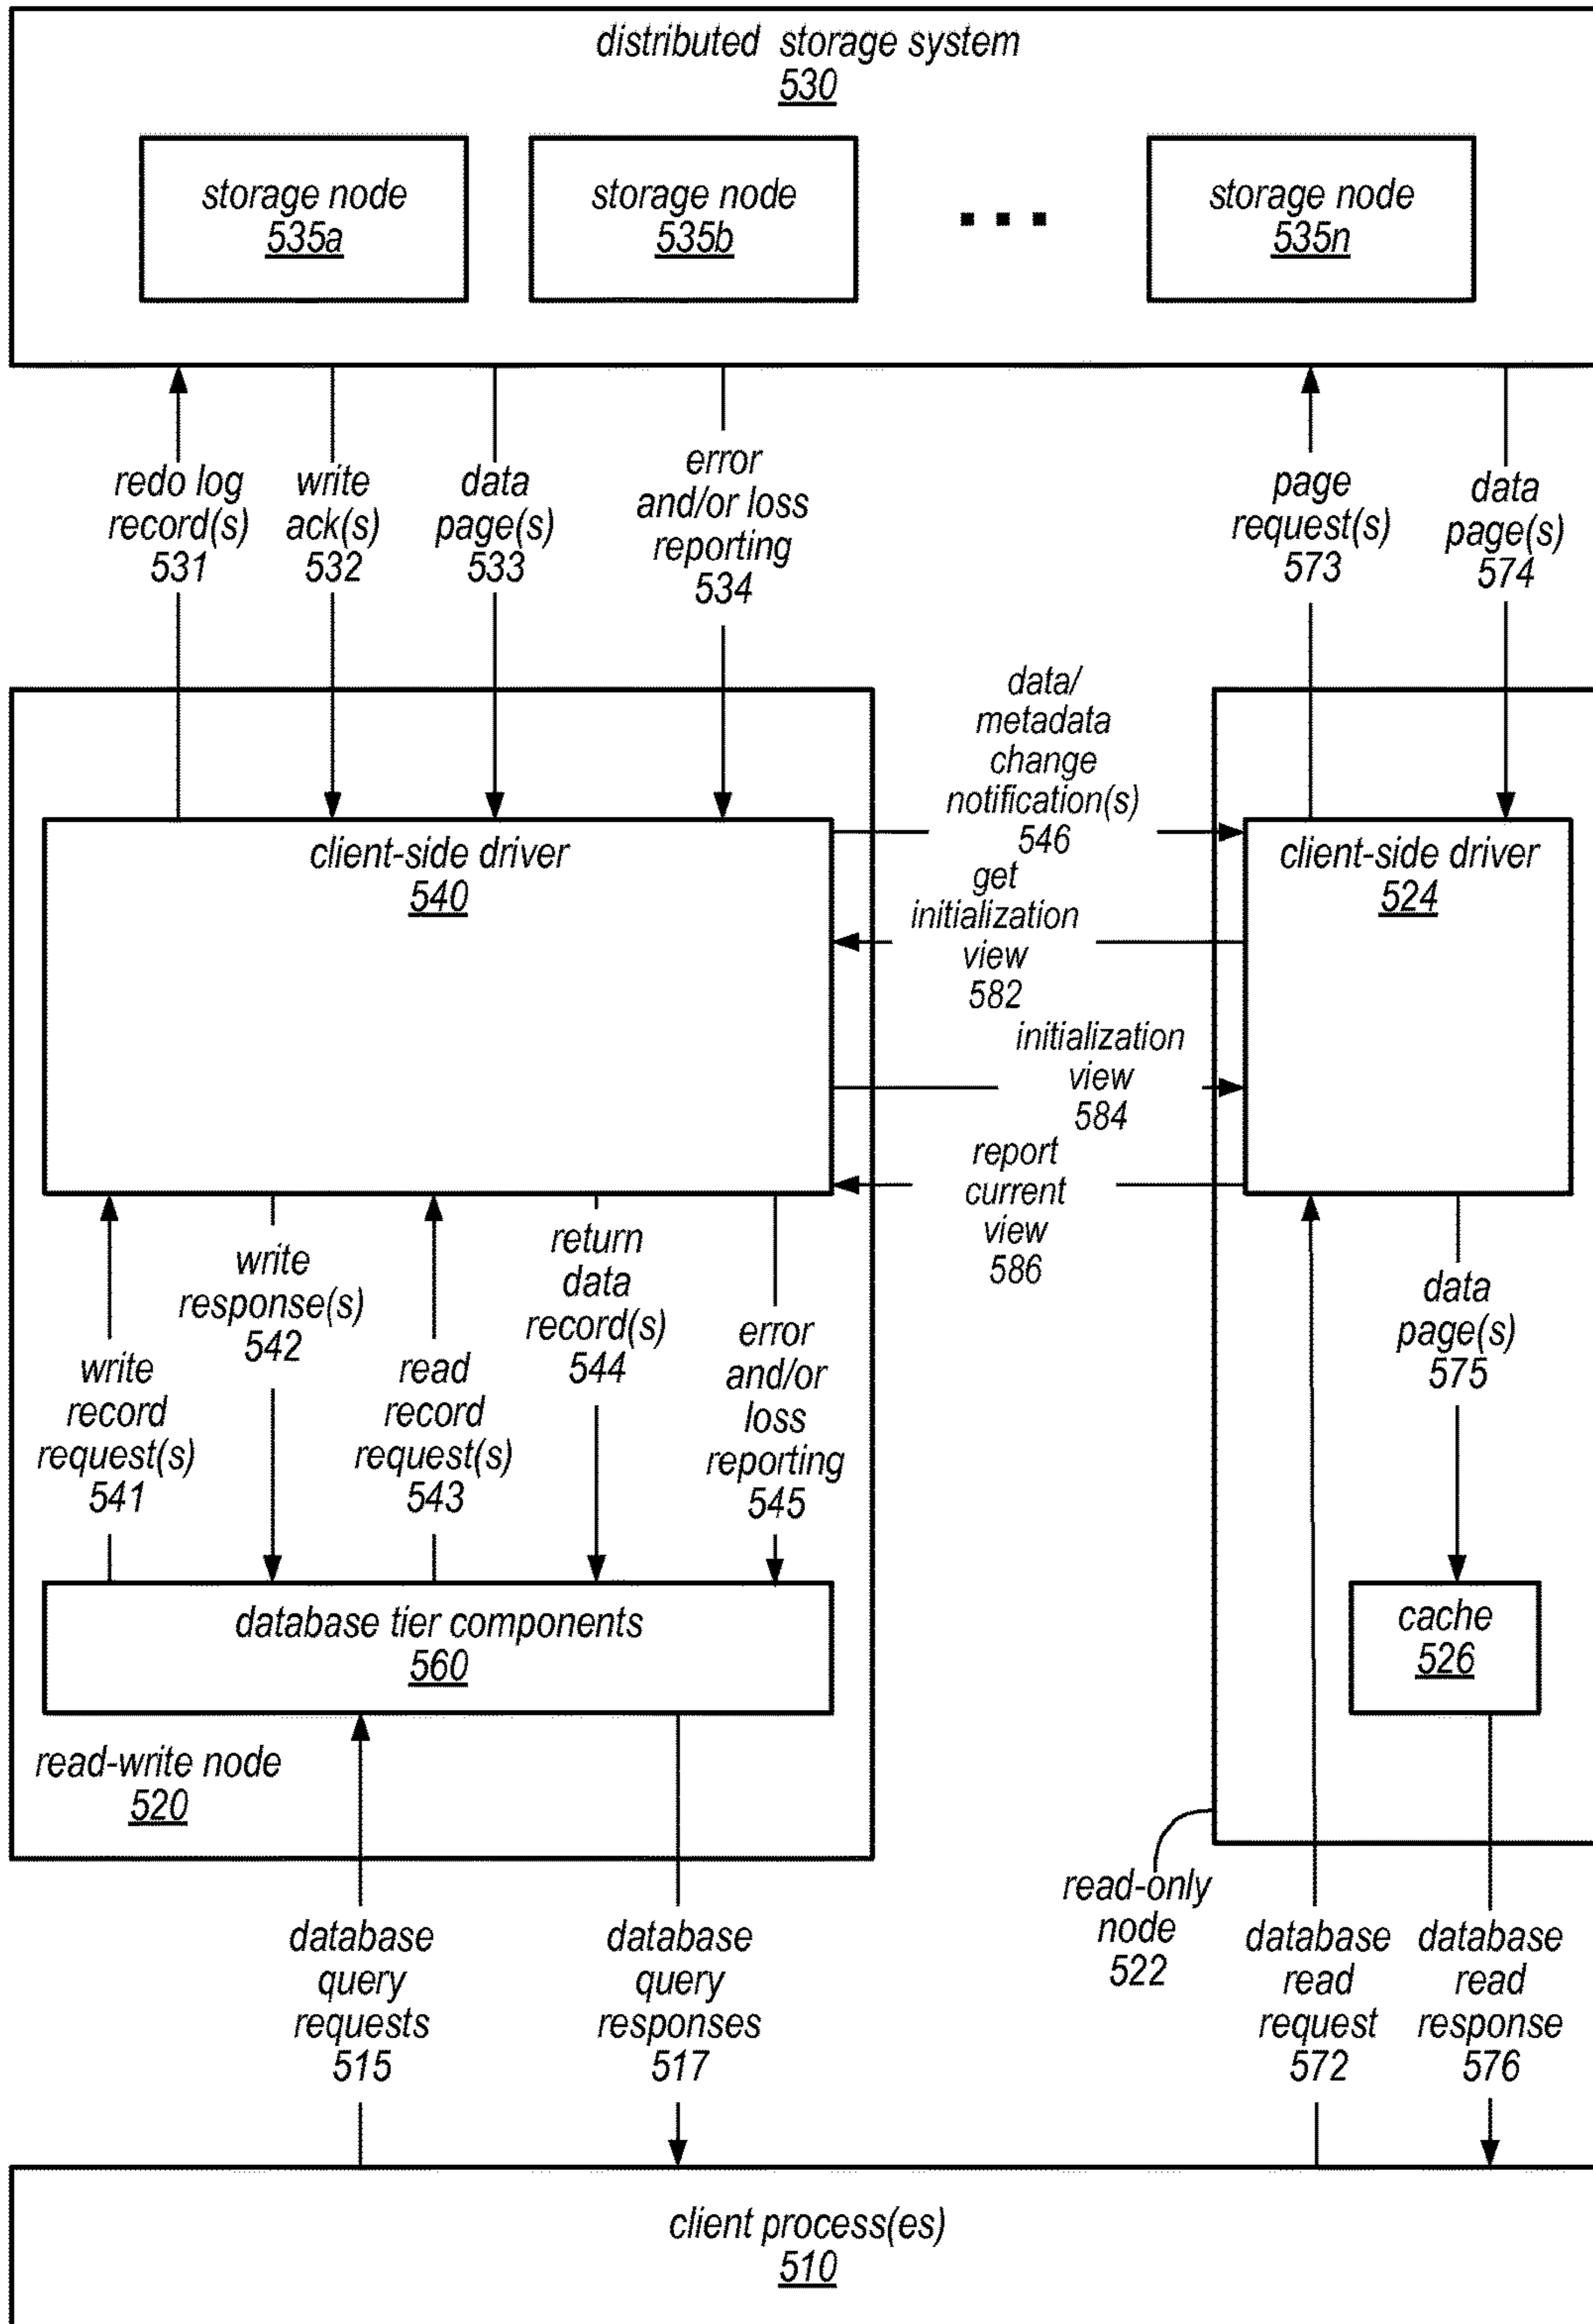 distributed storage system
530
storage node
535a
storage node
535b
storage node
535n
redo log
record(s)
531
write
ack(s)
532
data
page(s)
533
error
and/or loss
reporting
534
page
request(s)
573
data
page(s)
574
data/
metadata
change
notification(s)
546
client-side driver
540
client-side driver
524
get
initialization
view
582
initialization
view
584
report
current
view
586
write
record
request(s)
541
write
response(s)
542
read
record
request(s)
543
return
data
record(s)
544
error
and/or
loss
reporting
545
data
page(s)
575
database tier components
560
cache
526
read-write node
520
read-only
node
522
database
query
requests
515
database
query
responses
517
database
read
request
572
database
read
response
576
client process(es)
510